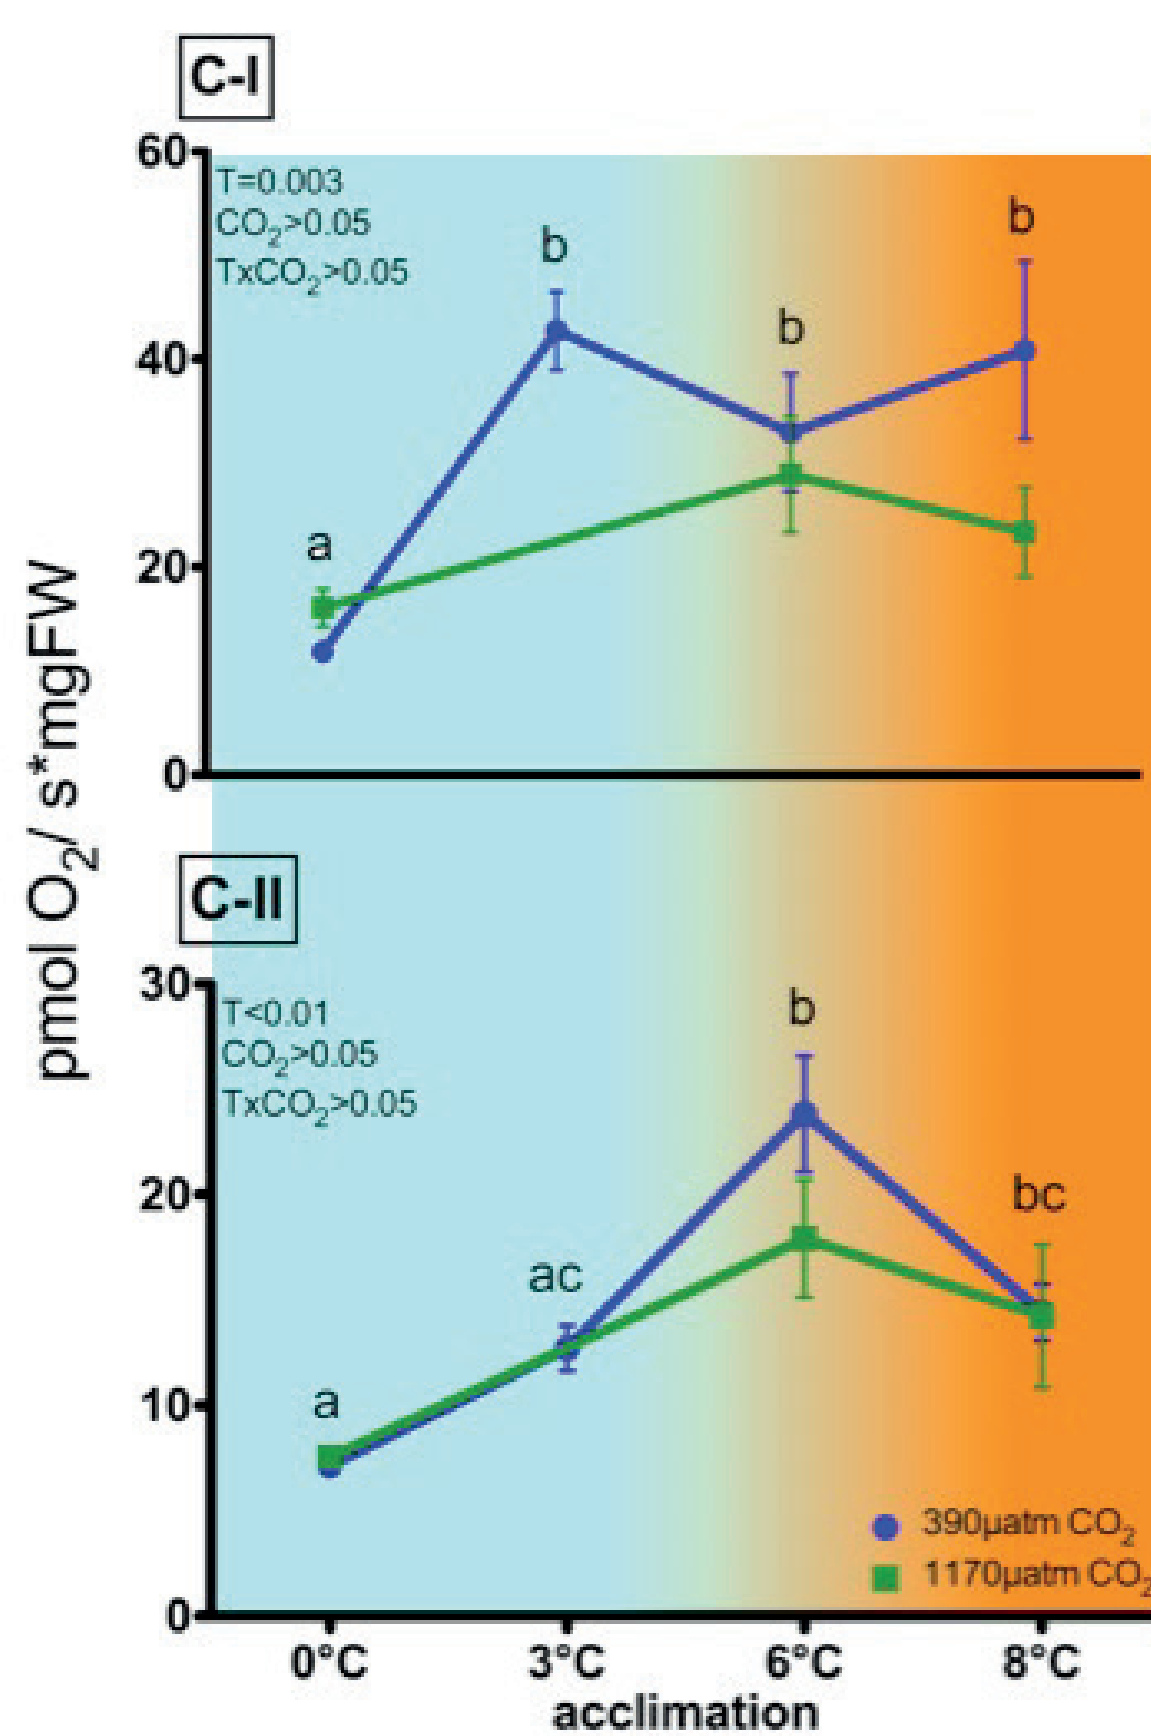 C-I
60
T=0.003
CO₂>0.05
TxCO₂>0.05
b
b
b
40
a
20
0
pmol O₂/ s*mgFW
C-II
30
T<0.01
CO₂>0.05
TxCO₂>0.05
b
20
bc
ac
10
a
390µatm CO₂
1170µatm CO₂
0
0°C 3°C 6°C 8°C
acclimation